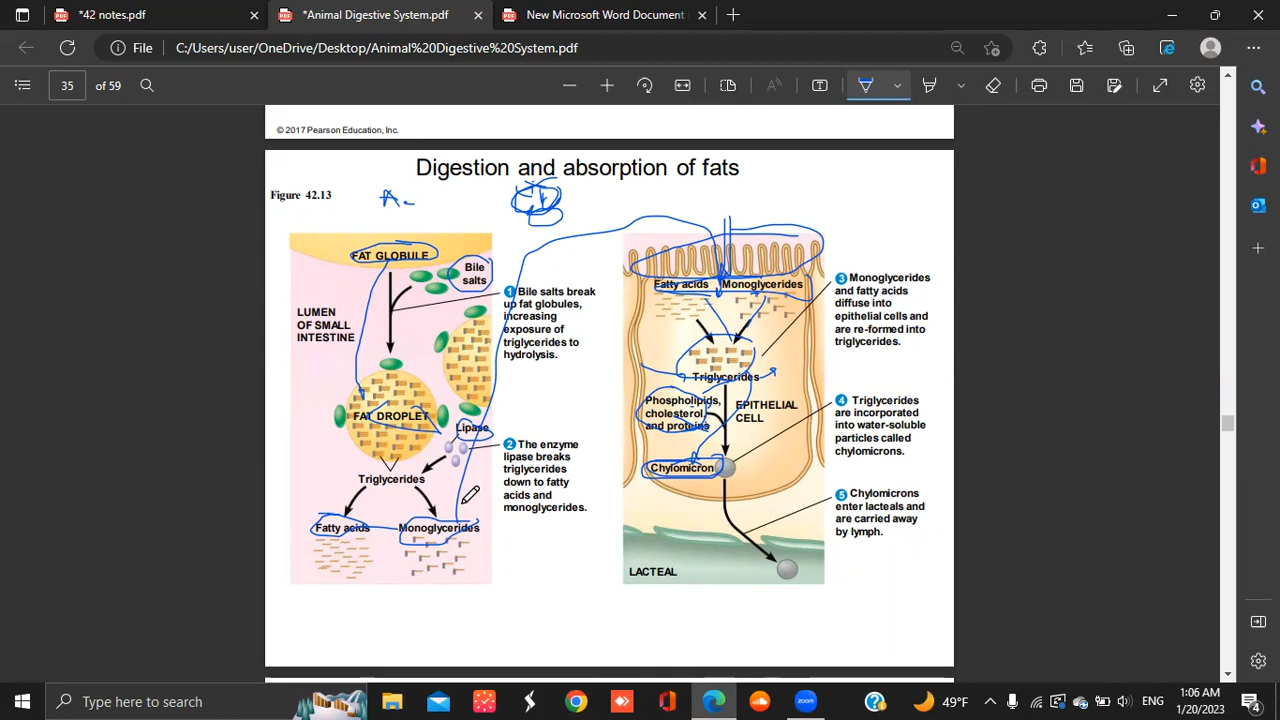 *42 notes.pdf
*Animal Digestive System.pdf
New Microsoft Word Document
File
C:/Users/user/OneDrive/Desktop/Animal%20Digestive%20System.pdf
35
of 59
© 2017 Pearson Education, Inc.
Digestion and absorption of fats
Figure 42.13
FAT GLOBULE
Bile
salts
LUMEN
OF SMALL
INTESTINE
1 Bile salts break
up fat globules,
increasing
exposure of
triglycerides to
hydrolysis.
FAT DROPLET
Lipase
2 The enzyme
lipase breaks
triglycerides
down to fatty
acids and
monoglycerides.
Triglycerides
Fatty acids
Monoglycerides
Fatty acids
Monoglycerides
3 Monoglycerides
and fatty acids
diffuse into
epithelial cells and
are re-formed into
triglycerides.
Triglycerides
Phospholipids,
cholesterol,
and proteins
EPITHELIAL
CELL
4 Triglycerides
are incorporated
into water-soluble
particles called
chylomicrons.
Chylomicron
5 Chylomicrons
enter lacteals and
are carried away
by lymph.
LACTEAL
Type here to search
zoom
49°F
ENG
1:06 AM
1/20/2023
4